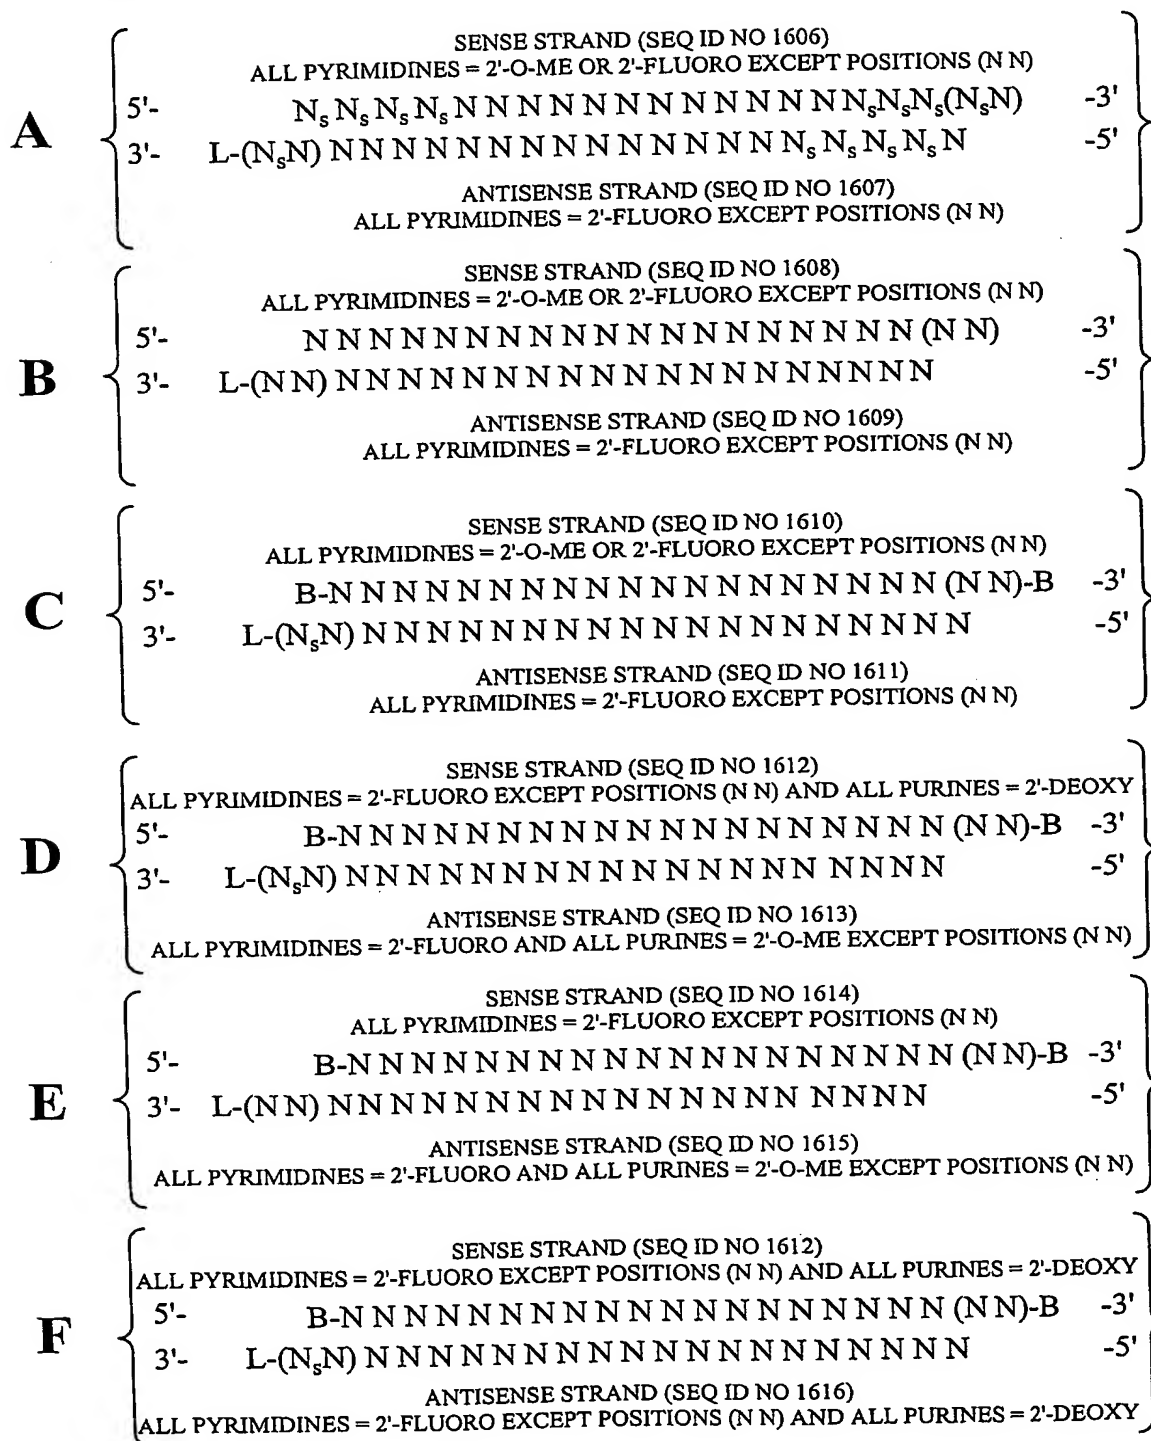 SENSE STRAND (SEQ ID NO 1606)
ALL PYRIMIDINES = 2'-O-ME OR 2'-FLUORO EXCEPT POSITIONS (N N)
5'- NsNsNsNsN N N N N N N N N N N N NsNsNs(NsN) -3'
A
3'- L-(NsN) N N N N N N N N N N N N N N NsNsNsNsN -5'
ANTISENSE STRAND (SEQ ID NO 1607)
ALL PYRIMIDINES = 2'-FLUORO EXCEPT POSITIONS (N N)
SENSE STRAND (SEQ ID NO 1608)
ALL PYRIMIDINES = 2'-O-ME OR 2'-FLUORO EXCEPT POSITIONS (N N)
5'- N N N N N N N N N N N N N N N N N N N (N N) -3'
B
3'- L-(N N) N N N N N N N N N N N N N N N N N N N -5'
ANTISENSE STRAND (SEQ ID NO 1609)
ALL PYRIMIDINES = 2'-FLUORO EXCEPT POSITIONS (N N)
SENSE STRAND (SEQ ID NO 1610)
ALL PYRIMIDINES = 2'-O-ME OR 2'-FLUORO EXCEPT POSITIONS (N N)
5'- B-N N N N N N N N N N N N N N N N N N N (N N)-B -3'
C
3'- L-(NsN) N N N N N N N N N N N N N N N N N N N -5'
ANTISENSE STRAND (SEQ ID NO 1611)
ALL PYRIMIDINES = 2'-FLUORO EXCEPT POSITIONS (N N)
SENSE STRAND (SEQ ID NO 1612)
ALL PYRIMIDINES = 2'-FLUORO EXCEPT POSITIONS (N N) AND ALL PURINES = 2'-DEOXY
5'- B-N N N N N N N N N N N N N N N N N N N (N N)-B -3'
D
3'- L-(NsN) N N N N N N N N N N N N N N N N N N N -5'
ANTISENSE STRAND (SEQ ID NO 1613)
ALL PYRIMIDINES = 2'-FLUORO AND ALL PURINES = 2'-O-ME EXCEPT POSITIONS (N N)
SENSE STRAND (SEQ ID NO 1614)
ALL PYRIMIDINES = 2'-FLUORO EXCEPT POSITIONS (N N)
5'- B-N N N N N N N N N N N N N N N N N N N (N N)-B -3'
E
3'- L-(N N) N N N N N N N N N N N N N N N N N N N -5'
ANTISENSE STRAND (SEQ ID NO 1615)
ALL PYRIMIDINES = 2'-FLUORO AND ALL PURINES = 2'-O-ME EXCEPT POSITIONS (N N)
SENSE STRAND (SEQ ID NO 1612)
ALL PYRIMIDINES = 2'-FLUORO EXCEPT POSITIONS (N N) AND ALL PURINES = 2'-DEOXY
5'- B-N N N N N N N N N N N N N N N N N N N (N N)-B -3'
F
3'- L-(NsN) N N N N N N N N N N N N N N N N N N N -5'
ANTISENSE STRAND (SEQ ID NO 1616)
ALL PYRIMIDINES = 2'-FLUORO EXCEPT POSITIONS (N N) AND ALL PURINES = 2'-DEOXY